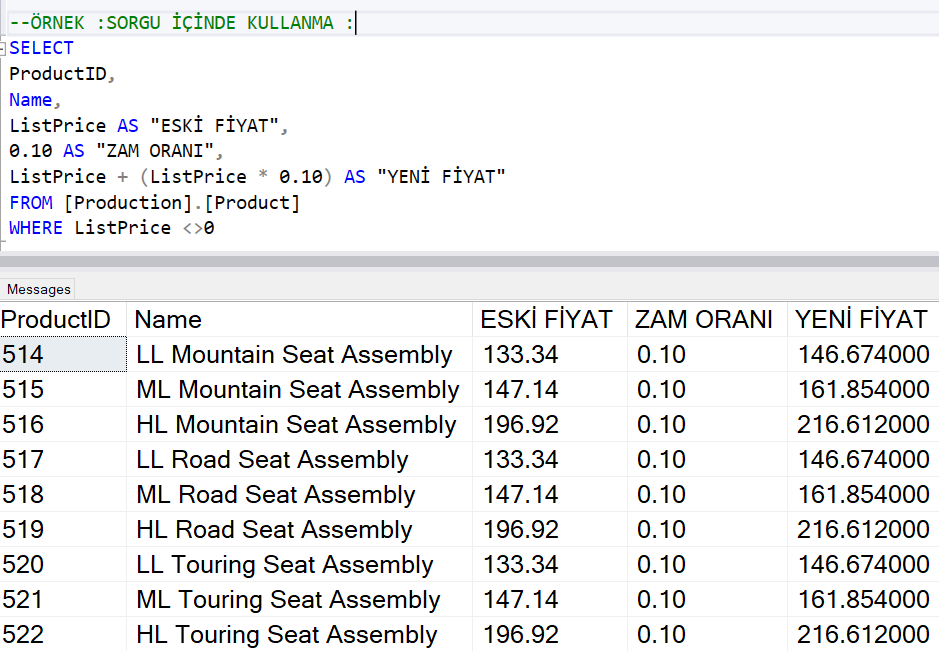 --ÖRNEK :SORGU İÇİNDE KULLANMA :
SELECT
ProductID,
Name,
ListPrice AS "ESKİ FİYAT",
0.10 AS "ZAM ORANI",
ListPrice + (ListPrice * 0.10) AS "YENİ FİYAT"
FROM [Production].[Product]
WHERE ListPrice <>0
Messages
ProductID Name ESKİ FİYAT ZAM ORANI YENİ FİYAT
514 LL Mountain Seat Assembly 133.34 0.10 146.674000
515 ML Mountain Seat Assembly 147.14 0.10 161.854000
516 HL Mountain Seat Assembly 196.92 0.10 216.612000
517 LL Road Seat Assembly 133.34 0.10 146.674000
518 ML Road Seat Assembly 147.14 0.10 161.854000
519 HL Road Seat Assembly 196.92 0.10 216.612000
520 LL Touring Seat Assembly 133.34 0.10 146.674000
521 ML Touring Seat Assembly 147.14 0.10 161.854000
522 HL Touring Seat Assembly 196.92 0.10 216.612000